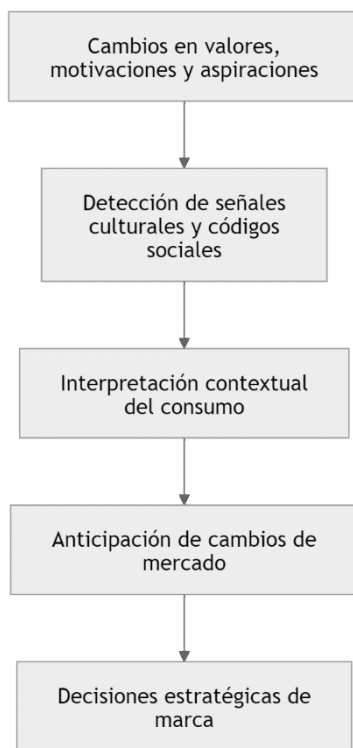 Cambios en valores,
motivaciones y aspiraciones
Detección de señales
culturales y códigos
sociales
Interpretación contextual
del consumo
Anticipación de cambios de
mercado
Decisiones estratégicas de
marca